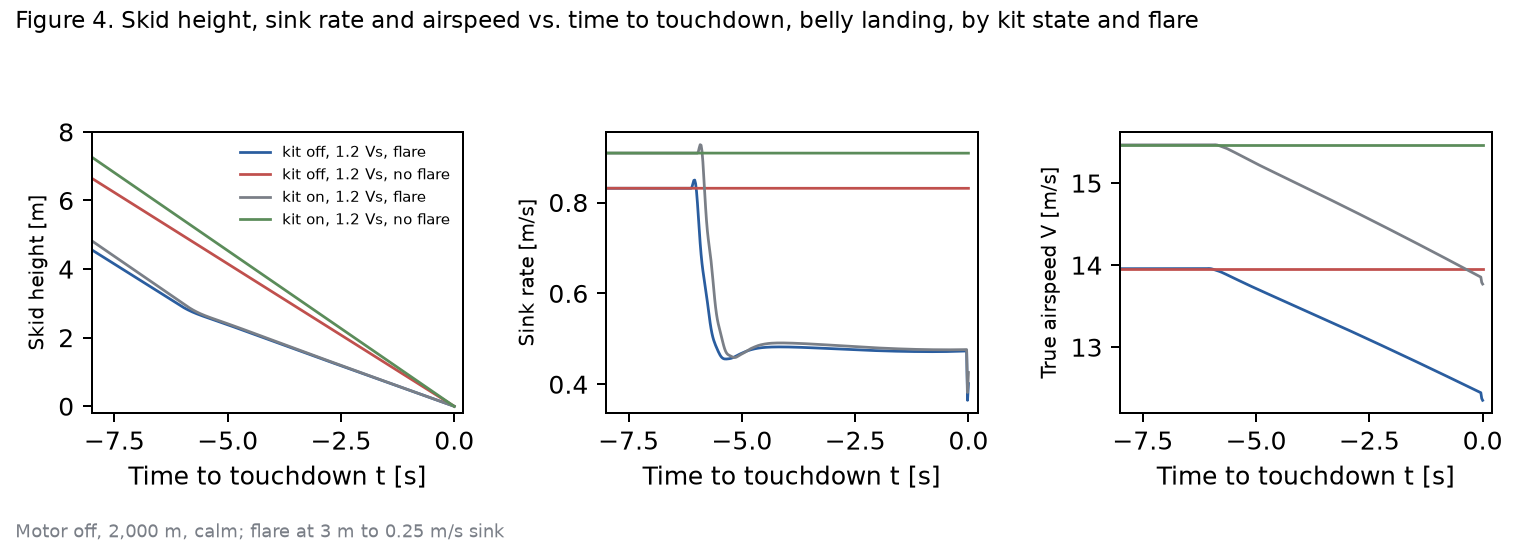 Figure 4. Skid height, sink rate and airspeed vs. time to touchdown, belly landing, by kit state and flare
Skid height [m]
8
6
4
2
0
kit off, 1.2 Vs, flare
kit off, 1.2 Vs, no flare
kit on, 1.2 Vs, flare
kit on, 1.2 Vs, no flare
−7.5 −5.0 −2.5 0.0
Time to touchdown t [s]
Sink rate [m/s]
0.8
0.6
0.4
−7.5 −5.0 −2.5 0.0
Time to touchdown t [s]
True airspeed V [m/s]
15
14
13
−7.5 −5.0 −2.5 0.0
Time to touchdown t [s]
Motor off, 2,000 m, calm; flare at 3 m to 0.25 m/s sink